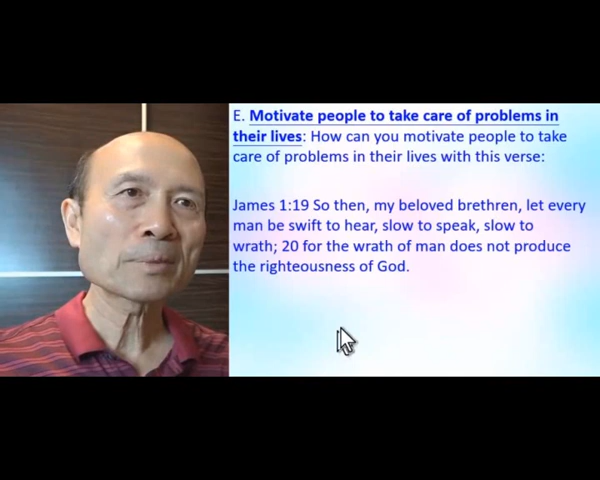 E. Motivate people to take care of problems in
their lives: How can you motivate people to take
care of problems in their lives with this verse:
James 1:19 So then, my beloved brethren, let every
man be swift to hear, slow to speak, slow to
wrath; 20 for the wrath of man does not produce
the righteousness of God.